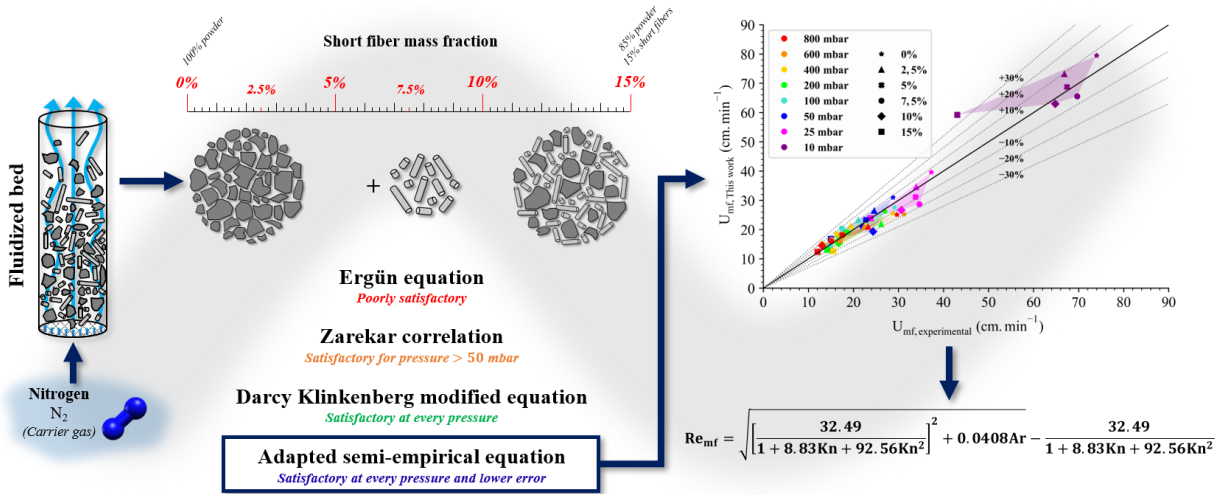 100% powder
Short fiber mass fraction
85% powder
15% short fibers
0%
2.5%
5%
7.5%
10%
15%
Fluidized bed
+
Nitrogen
N₂
(Carrier gas)
Ergün equation
Poorly satisfactory
Zarekar correlation
Satisfactory for pressure > 50 mbar
Darcy Klinkenberg modified equation
Satisfactory at every pressure
Adapted semi-empirical equation
Satisfactory at every pressure and lower error
U_mf, This work (cm. min⁻¹)
90
80
70
60
50
40
30
20
10
0
800 mbar
600 mbar
400 mbar
200 mbar
100 mbar
50 mbar
25 mbar
10 mbar
0%
2,5%
5%
7,5%
10%
15%
+30%
+20%
+10%
−10%
−20%
−30%
0 10 20 30 40 50 60 70 80 90
U_mf, experimental (cm. min⁻¹)
Re_mf = √([32.49 / (1 + 8.83Kn + 92.56Kn²)]² + 0.0408Ar) − 32.49 / (1 + 8.83Kn + 92.56Kn²)